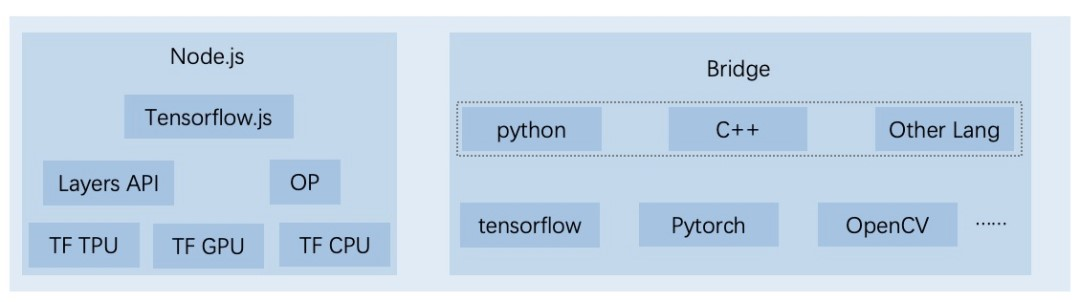 Node.js
Tensorflow.js
Layers API
OP
TF TPU
TF GPU
TF CPU
Bridge
python
C++
Other Lang
tensorflow
Pytorch
OpenCV
······